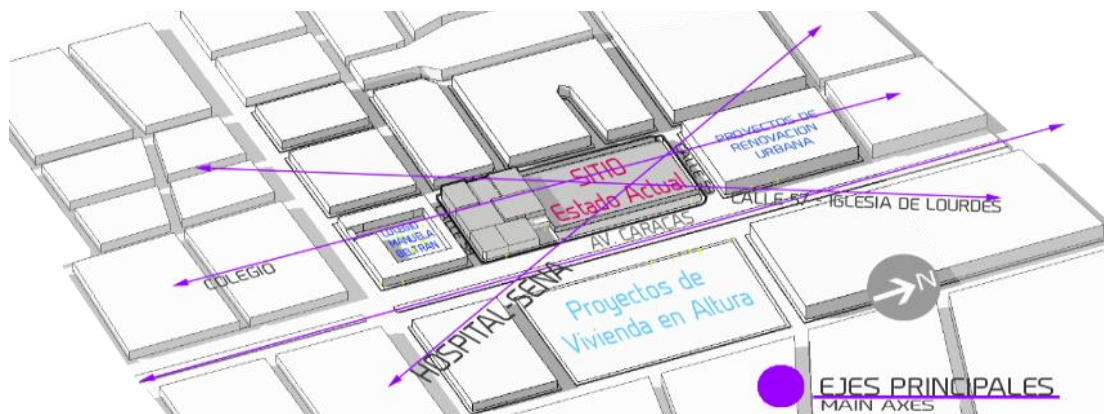 PROYECTOS DE
RENOVACION
URBANA
SITIO
Estado Actual
CALLE 57 - IGLESIA DE LOURDES
AV. CARACAS
COLEGIO
MANUELA
BELTRAN
COLEGIO
HOSPITAL-SENA
Proyectos de
Vivienda en Altura
N
EJES PRINCIPALES
MAIN AXES